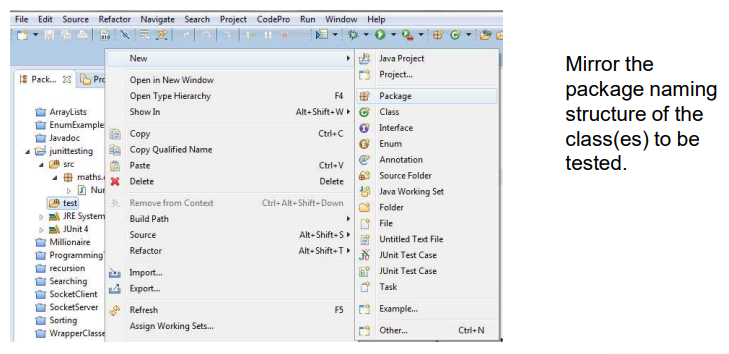 File Edit Source Refactor Navigate Search Project CodePro Run Window Help
Pack...
ArrayLists
EnumExample
Javadoc
junittesting
src
maths.
test
JRE System
JUnit 4
Millionaire
Programming
recursion
Searching
SocketClient
SocketServer
Sorting
WrapperClasse
New
Open in New Window
Open Type Hierarchy F4
Show In Alt+Shift+W
Copy Ctrl+C
Copy Qualified Name
Paste Ctrl+V
Delete Delete
Remove from Context Ctrl+Alt+Shift+Down
Build Path
Source Alt+Shift+S
Refactor Alt+Shift+T
Import...
Export...
Refresh F5
Assign Working Sets...
Java Project
Project...
Package
Class
Interface
Enum
Annotation
Source Folder
Java Working Set
Folder
File
Untitled Text File
JUnit Test Case
JUnit Test Case
Task
Example...
Other... Ctrl+N
Mirror the
package naming
structure of the
class(es) to be
tested.